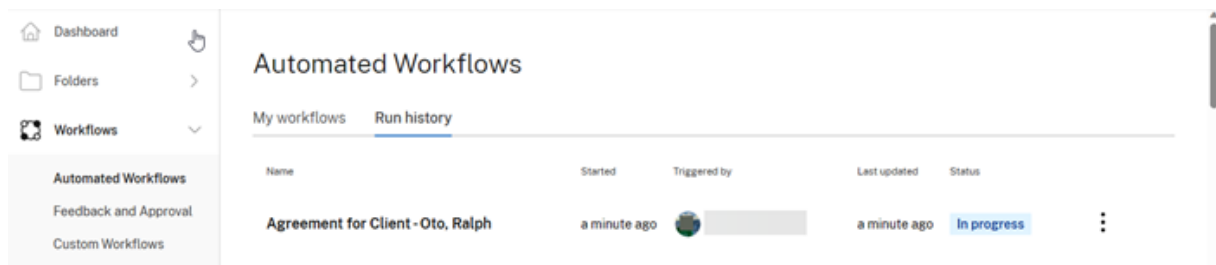 Dashboard
Folders
Workflows
Automated Workflows
Feedback and Approval
Custom Workflows
Automated Workflows
My workflows Run history
Name Started Triggered by Last updated Status
Agreement for Client - Oto, Ralph a minute ago a minute ago In progress